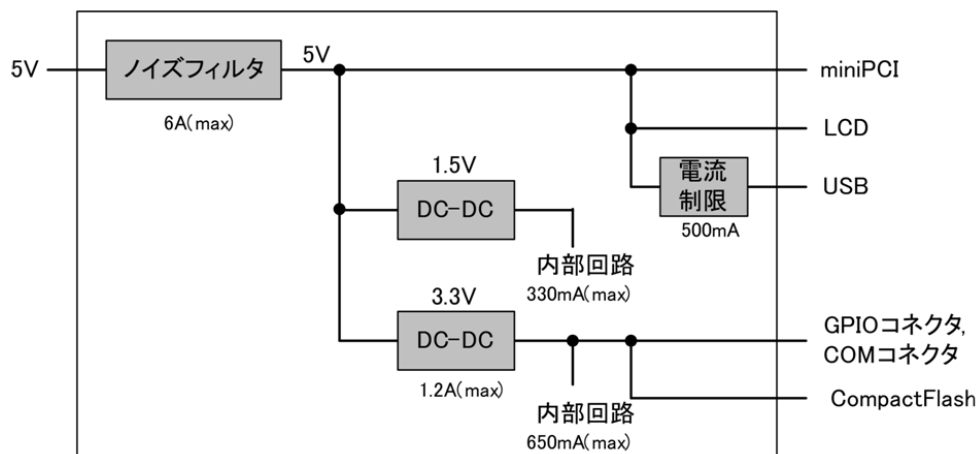 5V
ノイズフィルタ
6A(max)
5V
miniPCI
LCD
電流
制限
500mA
USB
1.5V
DC-DC
内部回路
330mA(max)
3.3V
DC-DC
1.2A(max)
内部回路
650mA(max)
GPIOコネクタ,
COMコネクタ
CompactFlash